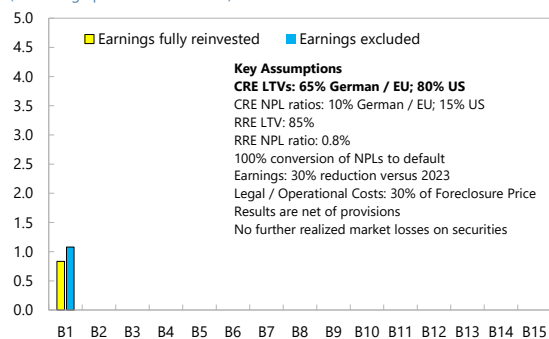 5.0
Earnings fully reinvested Earnings excluded
4.5
Key Assumptions
4.0
CRE LTVs: 65% German / EU; 80% US
CRE NPL ratios: 10% German / EU; 15% US
3.5
RRE LTV: 85%
3.0
RRE NPL ratio: 0.8%
100% conversion of NPLs to default
2.5
Earnings: 30% reduction versus 2023
2.0
Legal / Operational Costs: 30% of Foreclosure Price
Results are net of provisions
1.5
No further realized market losses on securities
1.0
0.5
0.0
B1 B2 B3 B4 B5 B6 B7 B8 B9 B10 B11 B12 B13 B14 B15